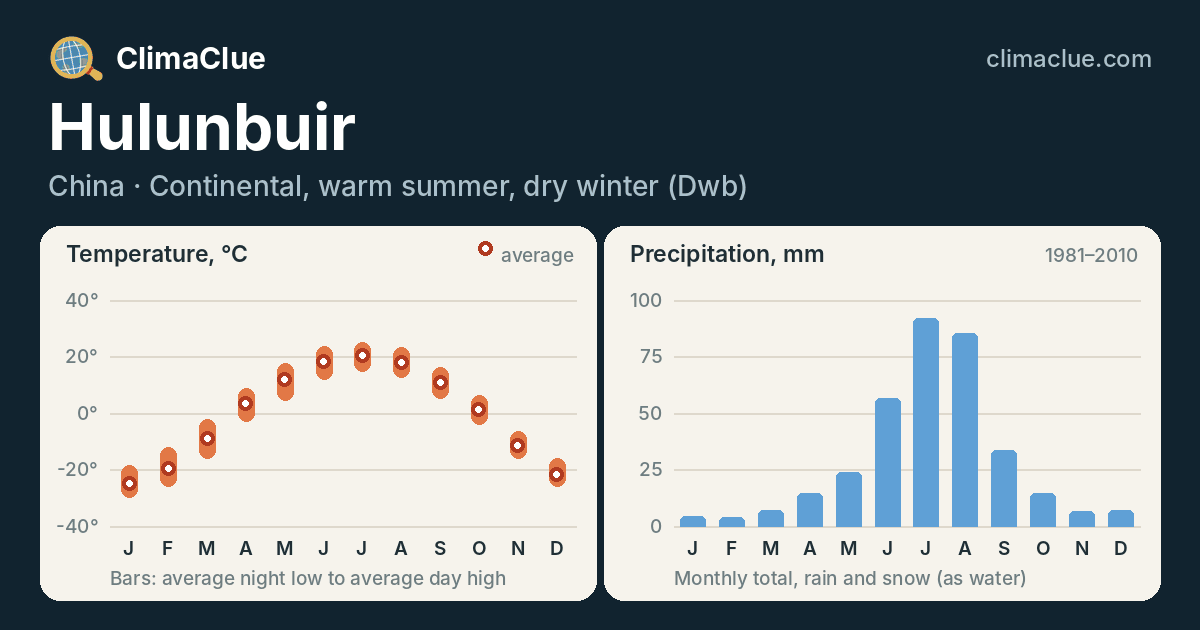 ClimaClue
climaclue.com
Hulunbuir
China · Continental, warm summer, dry winter (Dwb)
Temperature, °C
average
40°
20°
0°
-20°
-40°
J F M A M J J A S O N D
Bars: average night low to average day high
Precipitation, mm
1981–2010
100
75
50
25
0
J F M A M J J A S O N D
Monthly total, rain and snow (as water)